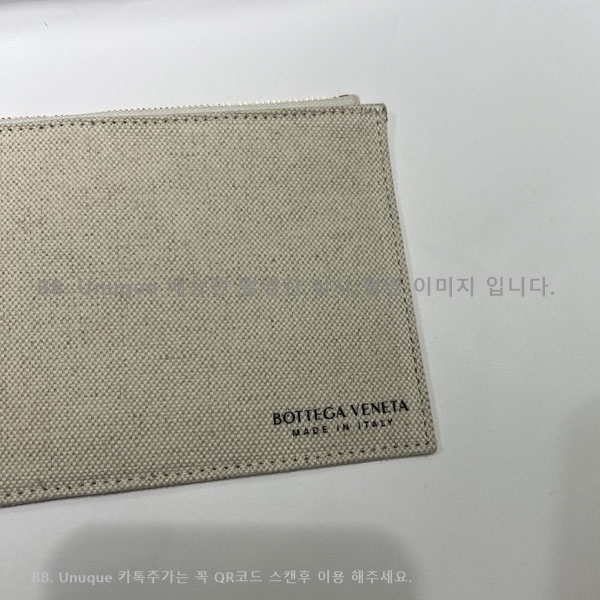 BB. Unuque 이미지 입니다.
BOTTEGA VENETA
MADE IN ITALY
BB. Unuque 카톡추가는 꼭 QR코드 스캔후 이용 해주세요.